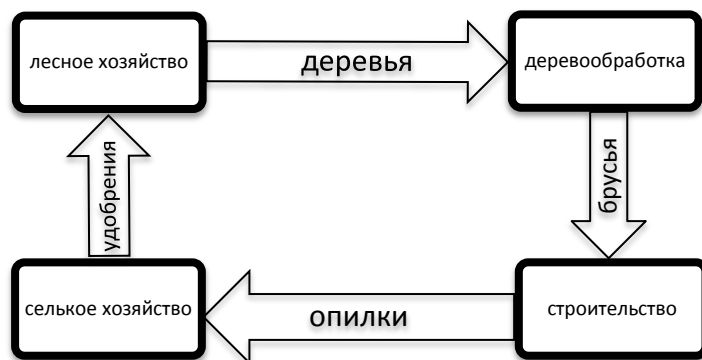 лесное хозяйство
деревья
деревообработка
удобрения
брусья
селькое хозяйство
опилки
строительство